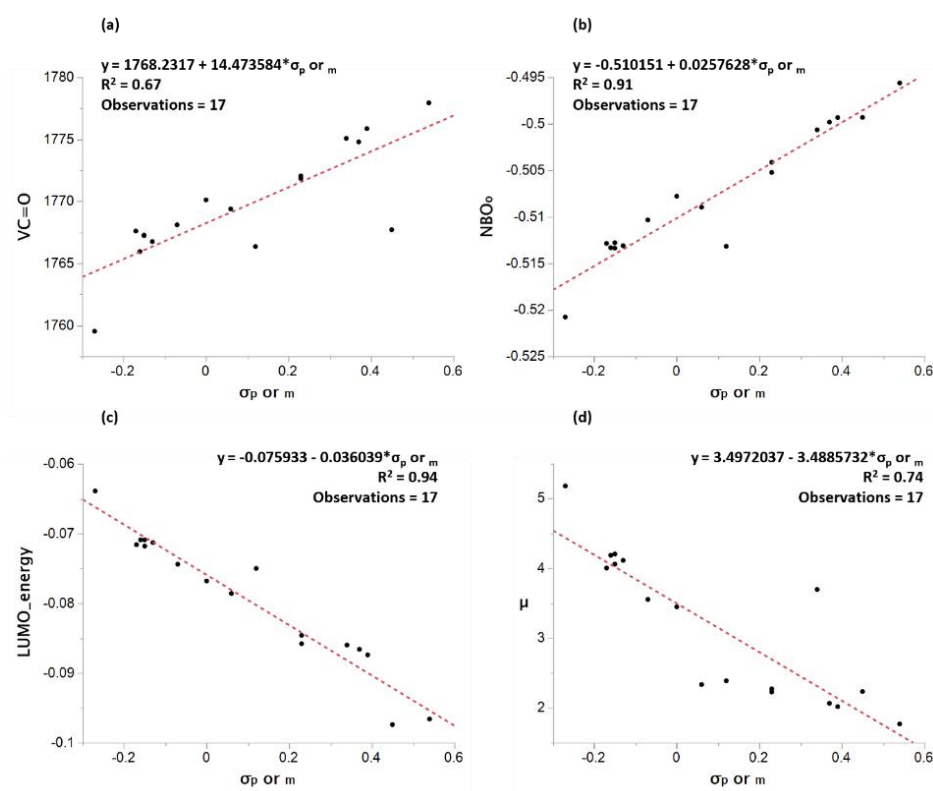 (a)
y = 1768.2317 + 14.473584*σp or m
R² = 0.67
Observations = 17
1780
1775
1770
1765
1760
VC=O
-0.2 0 0.2 0.4 0.6
σp or m
(b)
y = -0.510151 + 0.0257628*σp or m
R² = 0.91
Observations = 17
-0.495
-0.5
-0.505
-0.51
-0.515
-0.52
-0.525
NBOo
-0.2 0 0.2 0.4 0.6
σp or m
(c)
y = -0.075933 - 0.036039*σp or m
R² = 0.94
Observations = 17
-0.06
-0.07
-0.08
-0.09
-0.1
LUMO_energy
-0.2 0 0.2 0.4 0.6
σp or m
(d)
y = 3.4972037 - 3.4885732*σp or m
R² = 0.74
Observations = 17
5
4
3
2
μ
-0.2 0 0.2 0.4 0.6
σp or m